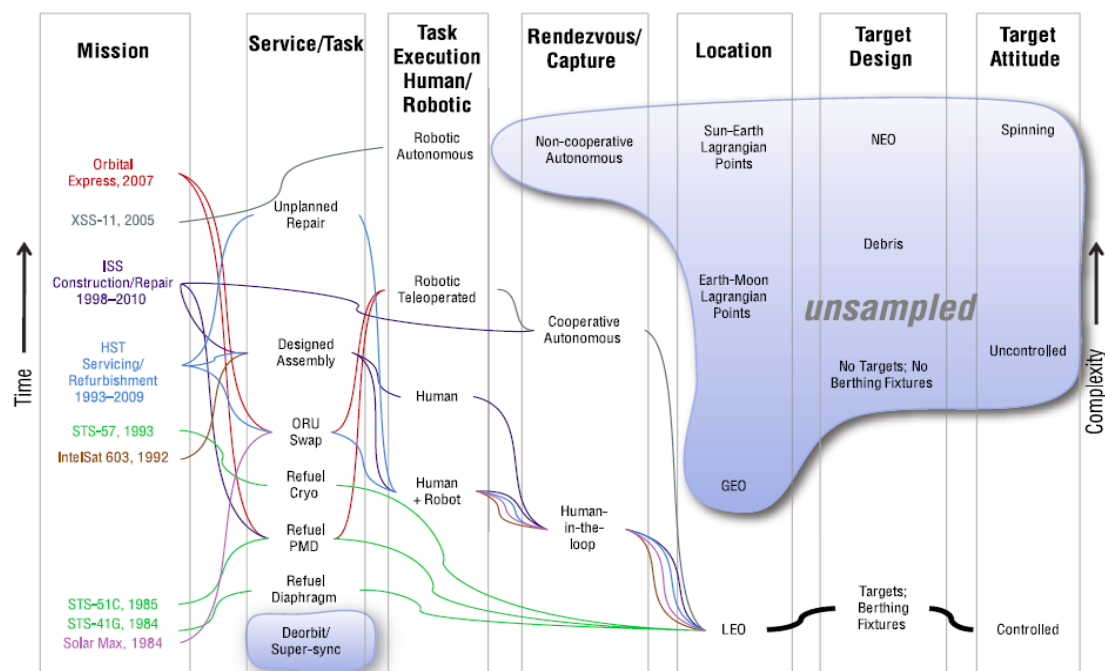 Mission
Service/Task
Task
Execution
Human/
Robotic
Rendezvous/
Capture
Location
Target
Design
Target
Attitude
Time
Orbital
Express, 2007
XSS–11, 2005
ISS
Construction/Repair
1998–2010
HST
Servicing/
Refurbishment
1993–2009
STS–57, 1993
IntelSat 603, 1992
STS–51C, 1985
STS–41G, 1984
Solar Max, 1984
Unplanned
Repair
Designed
Assembly
ORU
Swap
Refuel
Cryo
Refuel
PMD
Refuel
Diaphragm
Deorbit/
Super-sync
Robotic
Autonomous
Robotic
Teleoperated
Human
Human
+ Robot
Non-cooperative
Autonomous
Cooperative
Autonomous
Human-
in-the-
loop
Sun–Earth
Lagrangian
Points
Earth–Moon
Lagrangian
Points
GEO
LEO
NEO
Debris
unsampled
No Targets; No
Berthing Fixtures
Targets;
Berthing
Fixtures
Spinning
Uncontrolled
Controlled
Complexity